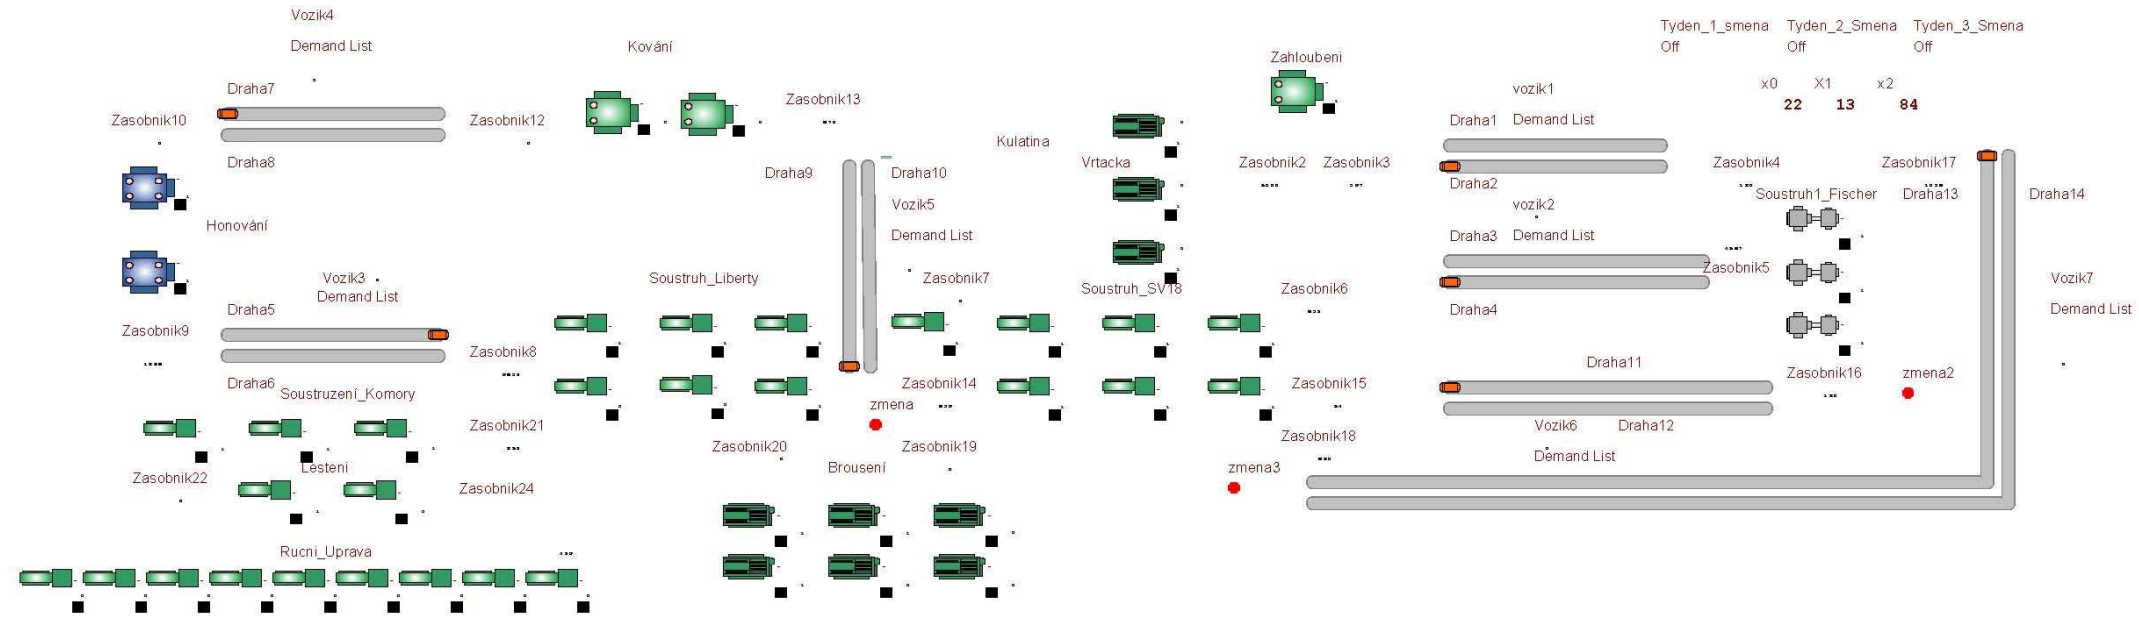 Vozik4
Demand List
Kování
Tyden_1_smena
Tyden_2_Smena
Tyden_3_Smena
Off
Off
Off
Zahloubeni
Draha7
x0
X1
x2
vozik1
22
13
84
Zasobnik13
Zasobnik10
Zasobnik12
Draha1
Demand List
Kulatina
Draha8
Draha9
Draha10
Vrtacka
Zasobnik2
Zasobnik3
Zasobnik4
Zasobnik17
Draha2
Soustruh1_Fischer
Draha13
Draha14
Vozik5
vozik2
Honování
Demand List
Draha3
Demand List
Zasobnik5
Vozik3
Soustruh_Liberty
Zasobnik7
Vozik7
Demand List
Soustruh_SV18
Zasobnik6
Draha5
Draha4
Demand List
Zasobnik9
Zasobnik8
Draha11
Draha6
Zasobnik14
Zasobnik15
Zasobnik16
zmena2
Soustruzení_Komory
zmena
Zasobnik21
Vozik6
Draha12
Zasobnik18
Zasobnik20
Zasobnik19
Demand List
Lesteni
Brousení
zmena3
Zasobnik22
Zasobnik24
Rucni_Uprava